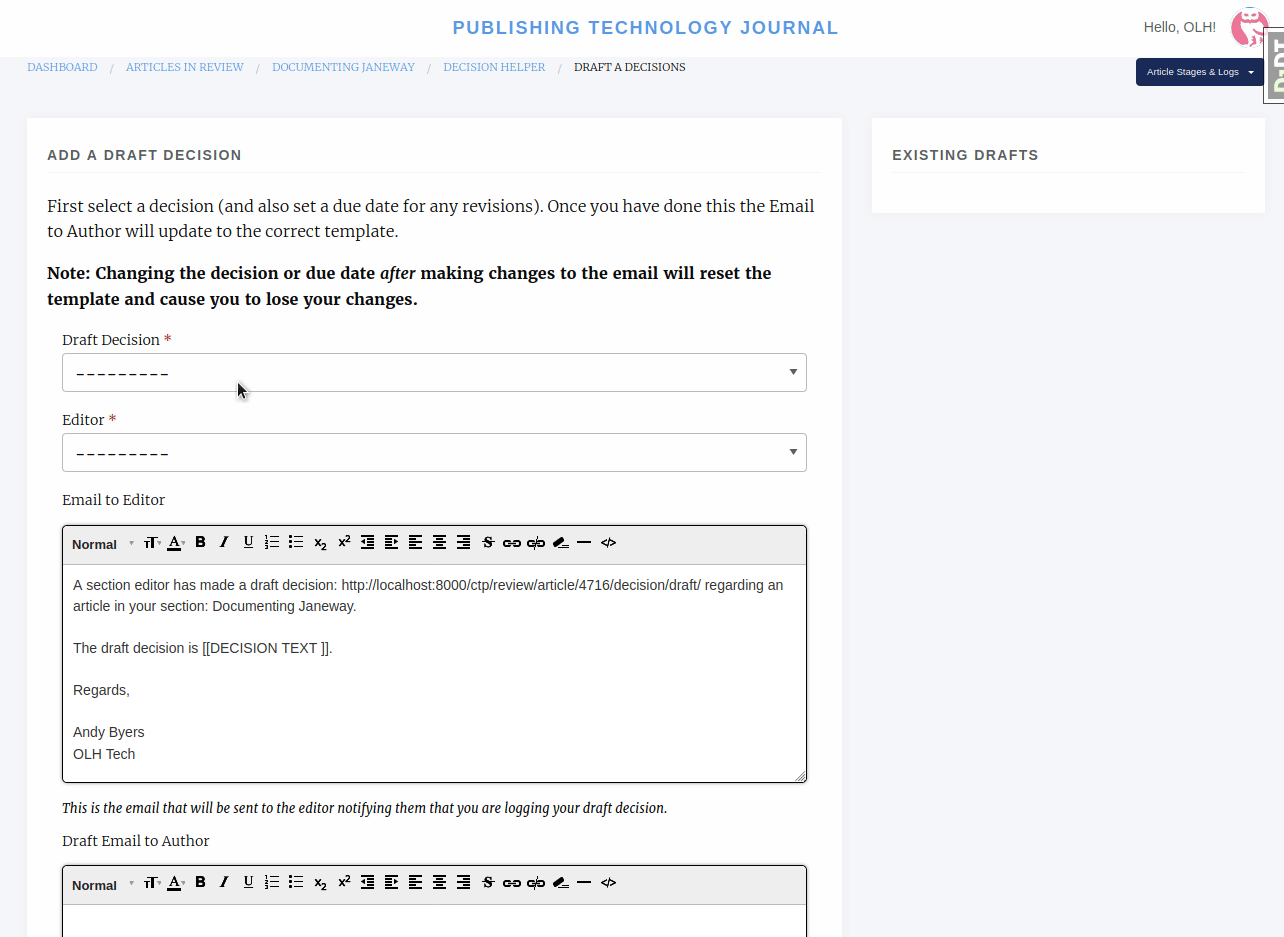 PUBLISHING TECHNOLOGY JOURNAL
Hello, OLH!
DASHBOARD / ARTICLES IN REVIEW / DOCUMENTING JANEWAY / DECISION HELPER / DRAFT A DECISIONS
Article Stages & Logs
DjDT
ADD A DRAFT DECISION
First select a decision (and also set a due date for any revisions). Once you have done this the Email
to Author will update to the correct template.
Note: Changing the decision or due date after making changes to the email will reset the
template and cause you to lose your changes.
Draft Decision *
---------
Editor *
---------
Email to Editor
Normal
A section editor has made a draft decision: http://localhost:8000/ctp/review/article/4716/decision/draft/ regarding an
article in your section: Documenting Janeway.
The draft decision is [[DECISION TEXT ]].
Regards,
Andy Byers
OLH Tech
This is the email that will be sent to the editor notifying them that you are logging your draft decision.
Draft Email to Author
Normal
EXISTING DRAFTS